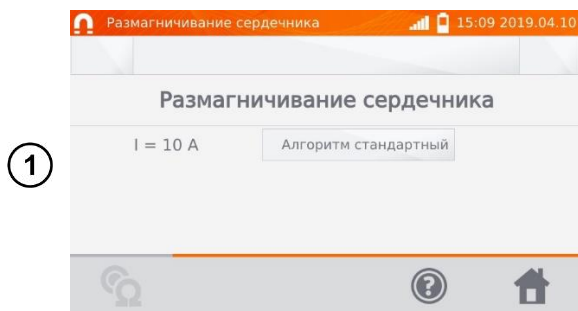 Размагничивание сердечника 15:09 2019.04.10
Размагничивание сердечника
I = 10 A Алгоритм стандартный
1